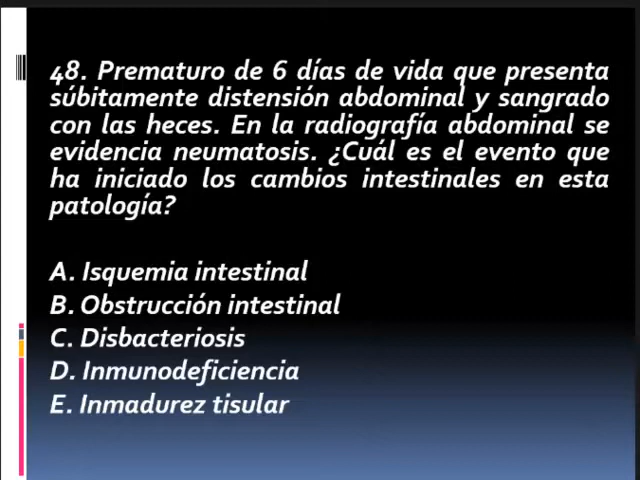 48. Prematuro de 6 días de vida que presenta
súbitamente distensión abdominal y sangrado
con las heces. En la radiografía abdominal se
evidencia neumatosis. ¿Cuál es el evento que
ha iniciado los cambios intestinales en esta
patología?
A. Isquemia intestinal
B. Obstrucción intestinal
C. Disbacteriosis
D. Inmunodeficiencia
E. Inmadurez tisular